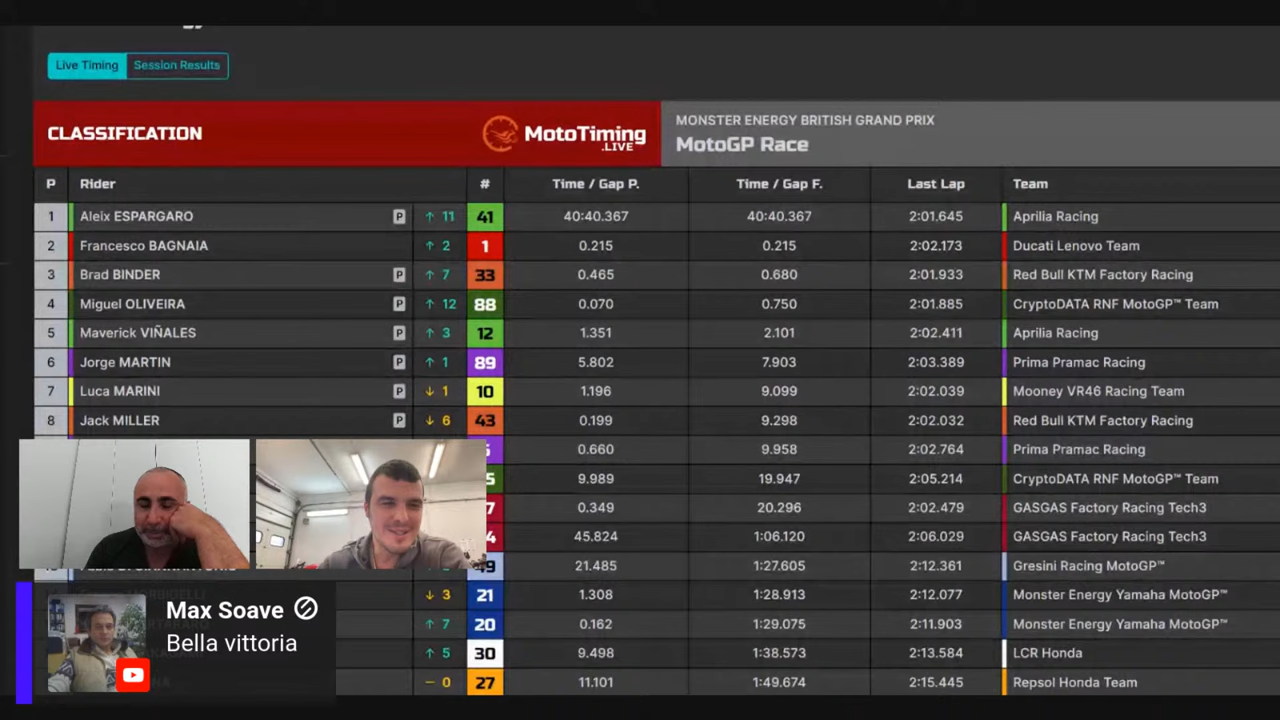 Live Timing Session Results
CLASSIFICATION MotoTiming .LIVE MONSTER ENERGY BRITISH GRAND PRIX
MotoGP Race
P Rider # Time / Gap P. Time / Gap F. Last Lap Team
1 Aleix ESPARGARO P ↑ 11 41 40:40.367 40:40.367 2:01.645 Aprilia Racing
2 Francesco BAGNAIA ↑ 2 1 0.215 0.215 2:02.173 Ducati Lenovo Team
3 Brad BINDER P ↑ 7 33 0.465 0.680 2:01.933 Red Bull KTM Factory Racing
4 Miguel OLIVEIRA P ↑ 12 88 0.070 0.750 2:01.885 CryptoDATA RNF MotoGP™ Team
5 Maverick VIÑALES P ↑ 3 12 1.351 2.101 2:02.411 Aprilia Racing
6 Jorge MARTIN P ↑ 1 89 5.802 7.903 2:03.389 Prima Pramac Racing
7 Luca MARINI P ↓ 1 10 1.196 9.099 2:02.039 Mooney VR46 Racing Team
8 Jack MILLER P ↓ 6 43 0.199 9.298 2:02.032 Red Bull KTM Factory Racing
0.660 9.958 2:02.764 Prima Pramac Racing
5 9.989 19.947 2:05.214 CryptoDATA RNF MotoGP™ Team
7 0.349 20.296 2:02.479 GASGAS Factory Racing Tech3
4 45.824 1:06.120 2:06.029 GASGAS Factory Racing Tech3
49 21.485 1:27.605 2:12.361 Gresini Racing MotoGP™
↓ 3 21 1.308 1:28.913 2:12.077 Monster Energy Yamaha MotoGP™
↑ 7 20 0.162 1:29.075 2:11.903 Monster Energy Yamaha MotoGP™
↑ 5 30 9.498 1:38.573 2:13.584 LCR Honda
– 0 27 11.101 1:49.674 2:15.445 Repsol Honda Team
Max Soave
Bella vittoria